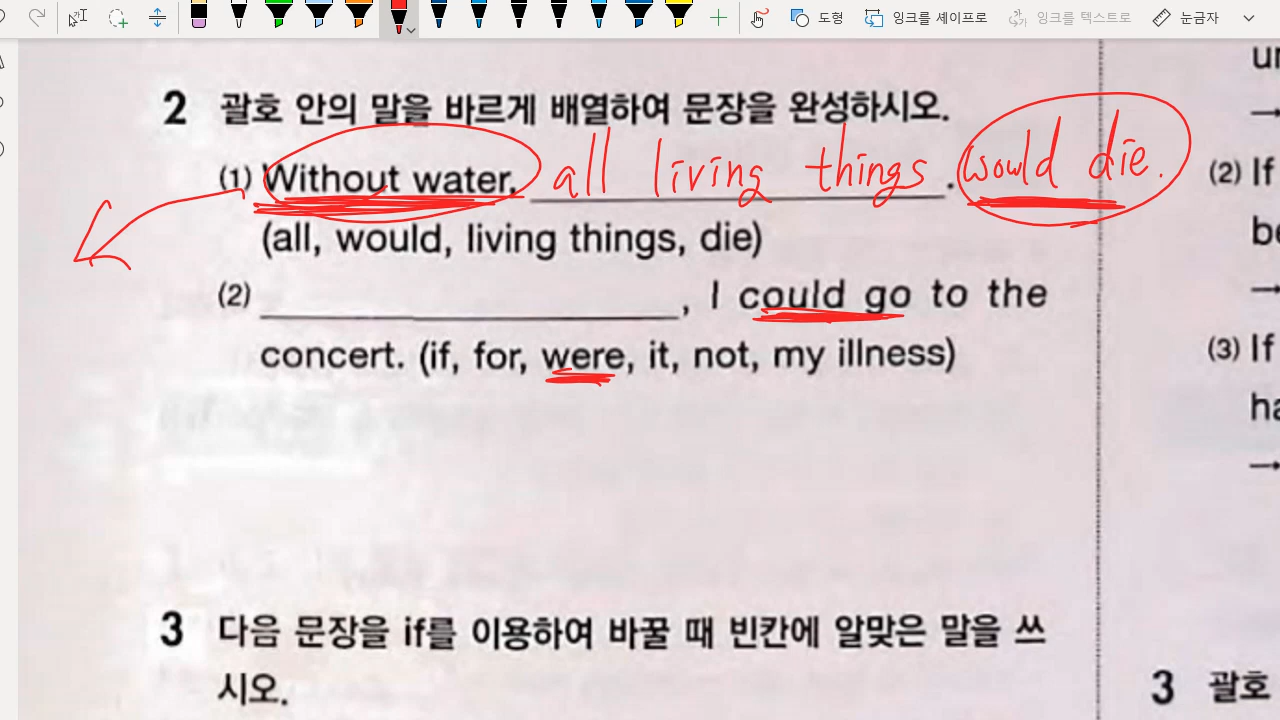 잉크를 셰이프로
잉크를 텍스트로
도형
눈금자
2 괄호 안의 말을 바르게 배열하여 문장을 완성하시오.
(1) Without water, all living things would die.
(all, would, living things, die)
(2) ____________, I could go to the
concert. (if, for, were, it, not, my illness)
3 다음 문장을 if를 이용하여 바꿀 때 빈칸에 알맞은 말을 쓰
시오.
→
(2) If
be
→
(3) If
ha
→
3 괄호